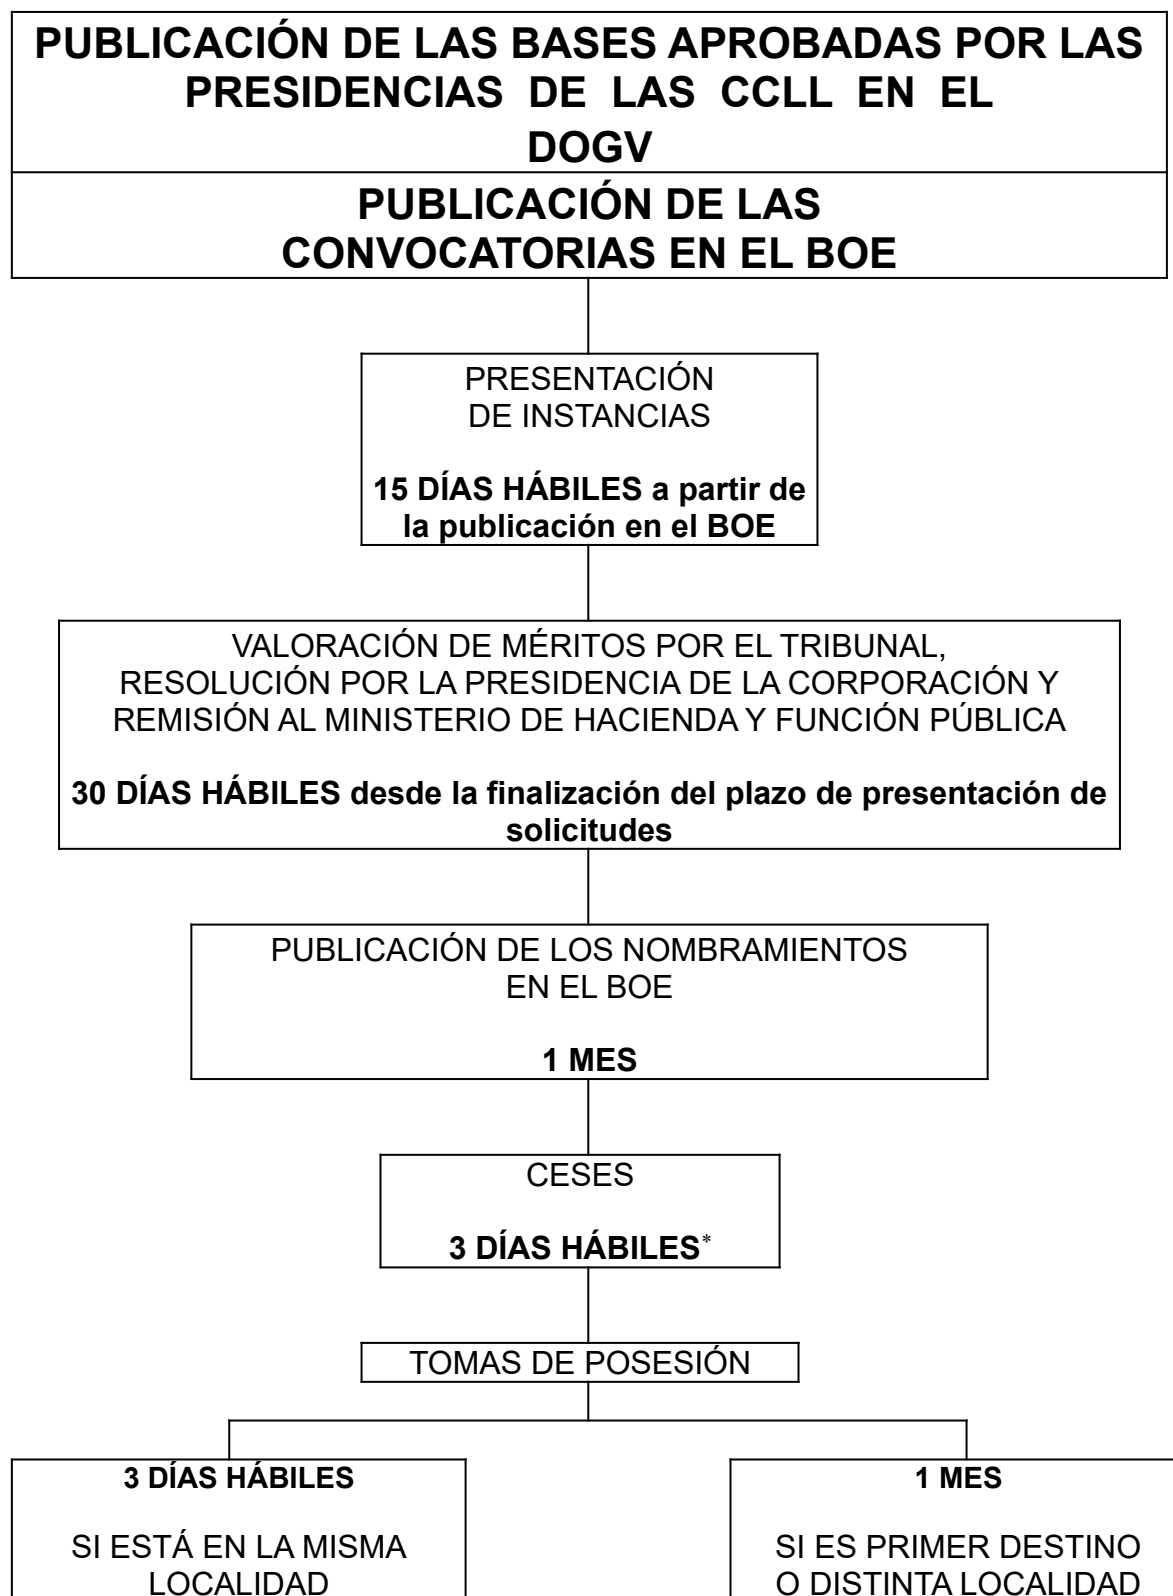 PUBLICACIÓN DE LAS BASES APROBADAS POR LAS
PRESIDENCIAS DE LAS CCLL EN EL
DOGV
PUBLICACIÓN DE LAS
CONVOCATORIAS EN EL BOE
PRESENTACIÓN
DE INSTANCIAS
15 DÍAS HÁBILES a partir de
la publicación en el BOE
VALORACIÓN DE MÉRITOS POR EL TRIBUNAL,
RESOLUCIÓN POR LA PRESIDENCIA DE LA CORPORACIÓN Y
REMISIÓN AL MINISTERIO DE HACIENDA Y FUNCIÓN PÚBLICA
30 DÍAS HÁBILES desde la finalización del plazo de presentación de
solicitudes
PUBLICACIÓN DE LOS NOMBRAMIENTOS
EN EL BOE
1 MES
CESES
3 DÍAS HÁBILES*
TOMAS DE POSESIÓN
3 DÍAS HÁBILES
SI ESTÁ EN LA MISMA
LOCALIDAD
1 MES
SI ES PRIMER DESTINO
O DISTINTA LOCALIDAD